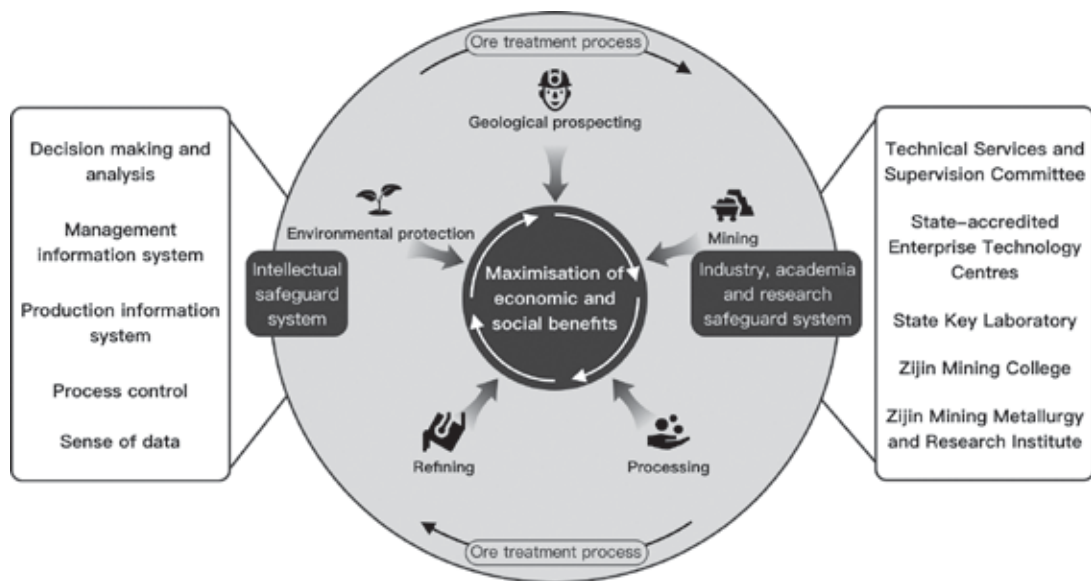 Ore treatment process
Geological prospecting
Decision making and
analysis
Management
information system
Production information
system
Process control
Sense of data
Environmental protection
Intellectual
safeguard
system
Maximisation of
economic and
social benefits
Mining
Industry, academia
and research
safeguard system
Technical Services and
Supervision Committee
State-accredited
Enterprise Technology
Centres
State Key Laboratory
Zijin Mining College
Zijin Mining Metallurgy
and Research Institute
Refining
Processing
Ore treatment process